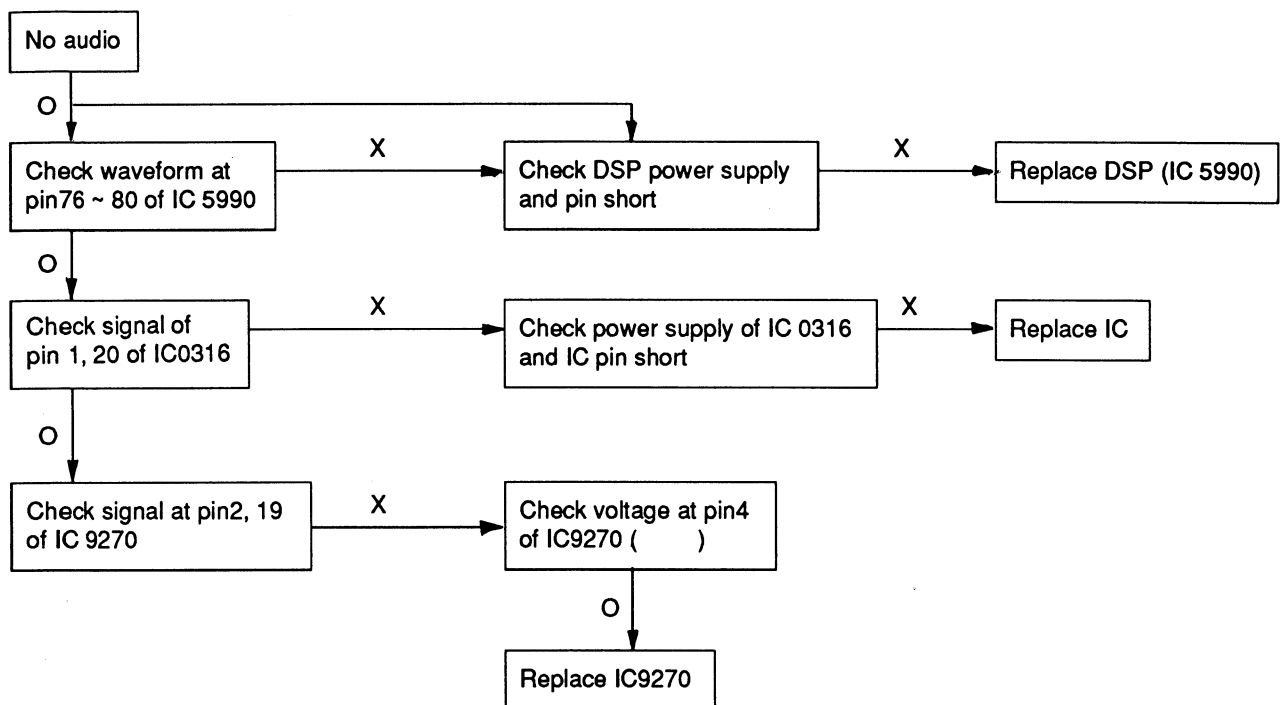 No audio
O
Check waveform at
pin76 ~ 80 of IC 5990
X
Check DSP power supply
and pin short
X
Replace DSP (IC 5990)
O
Check signal of
pin 1, 20 of IC0316
X
Check power supply of IC 0316
and IC pin short
X
Replace IC
O
Check signal at pin2, 19
of IC 9270
X
Check voltage at pin4
of IC9270 (     )
O
Replace IC9270